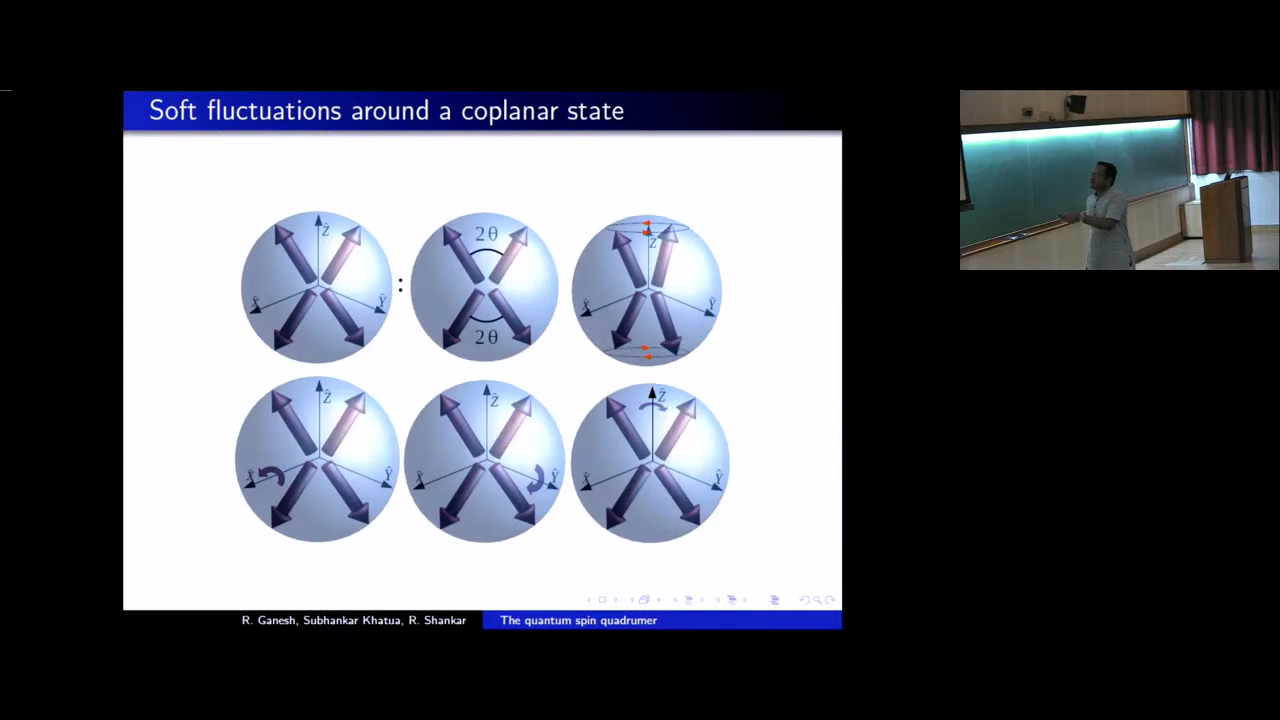 Soft fluctuations around a coplanar state
Ẑ
X̂
Ŷ
:
2θ
2θ
Z
X̂
Ŷ
Ẑ
X̂
Ŷ
Ẑ
X̂
Ŷ
Ẑ
X̂
Ŷ
R. Ganesh, Subhankar Khatua, R. Shankar
The quantum spin quadrumer